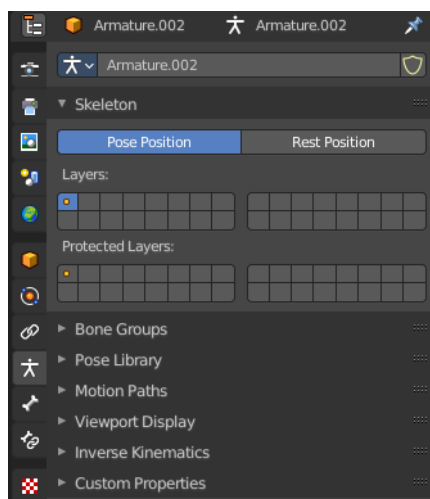 Armature.002 Armature.002
Armature.002
Skeleton
Pose Position Rest Position
Layers:
Protected Layers:
Bone Groups
Pose Library
Motion Paths
Viewport Display
Inverse Kinematics
Custom Properties